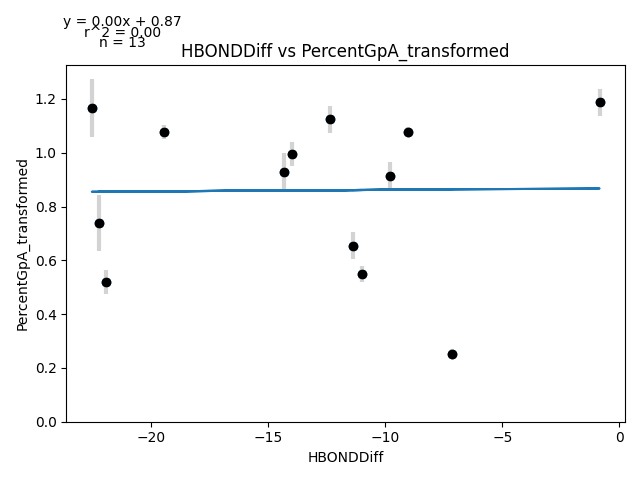 y = 0.00x + 0.87
r^2 = 0.00
n = 13
HBONDDiff vs PercentGpA_transformed
PercentGpA_transformed
1.2
1.0
0.8
0.6
0.4
0.2
0.0
−20
−15
−10
−5
0
HBONDDiff